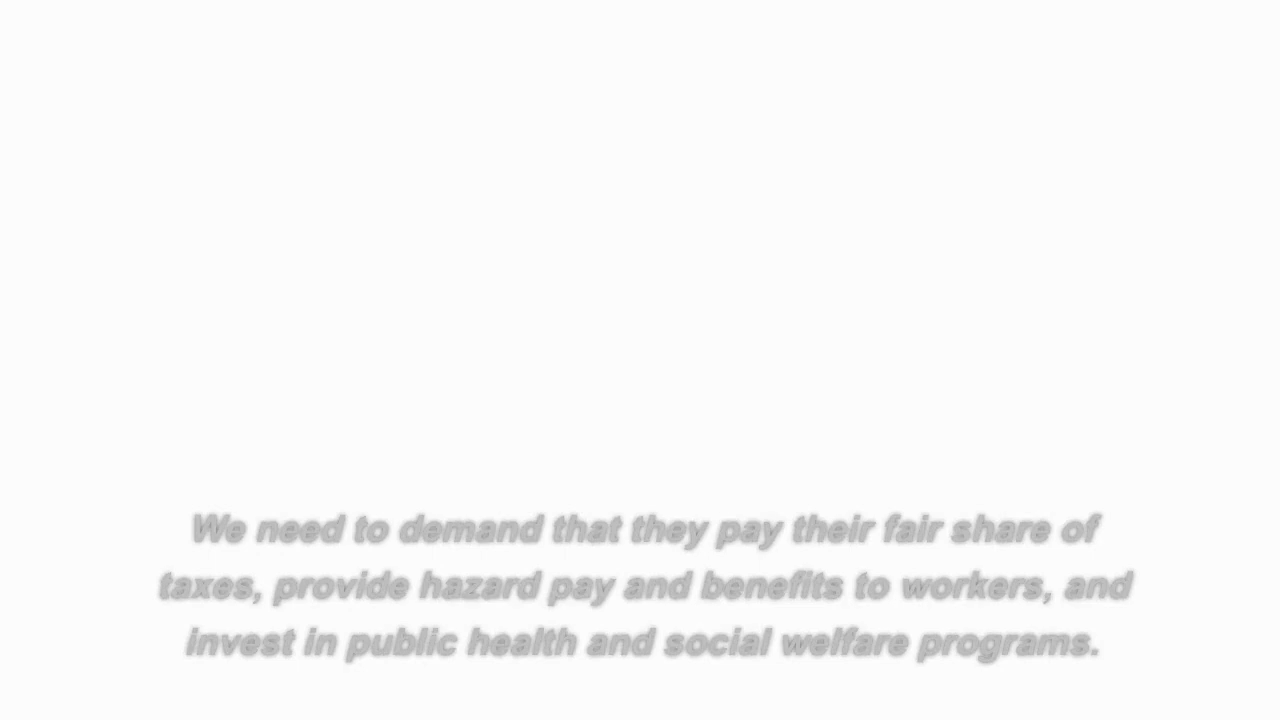 We need to demand that they pay their fair share of
taxes, provide hazard pay and benefits to workers, and
invest in public health and social welfare programs.